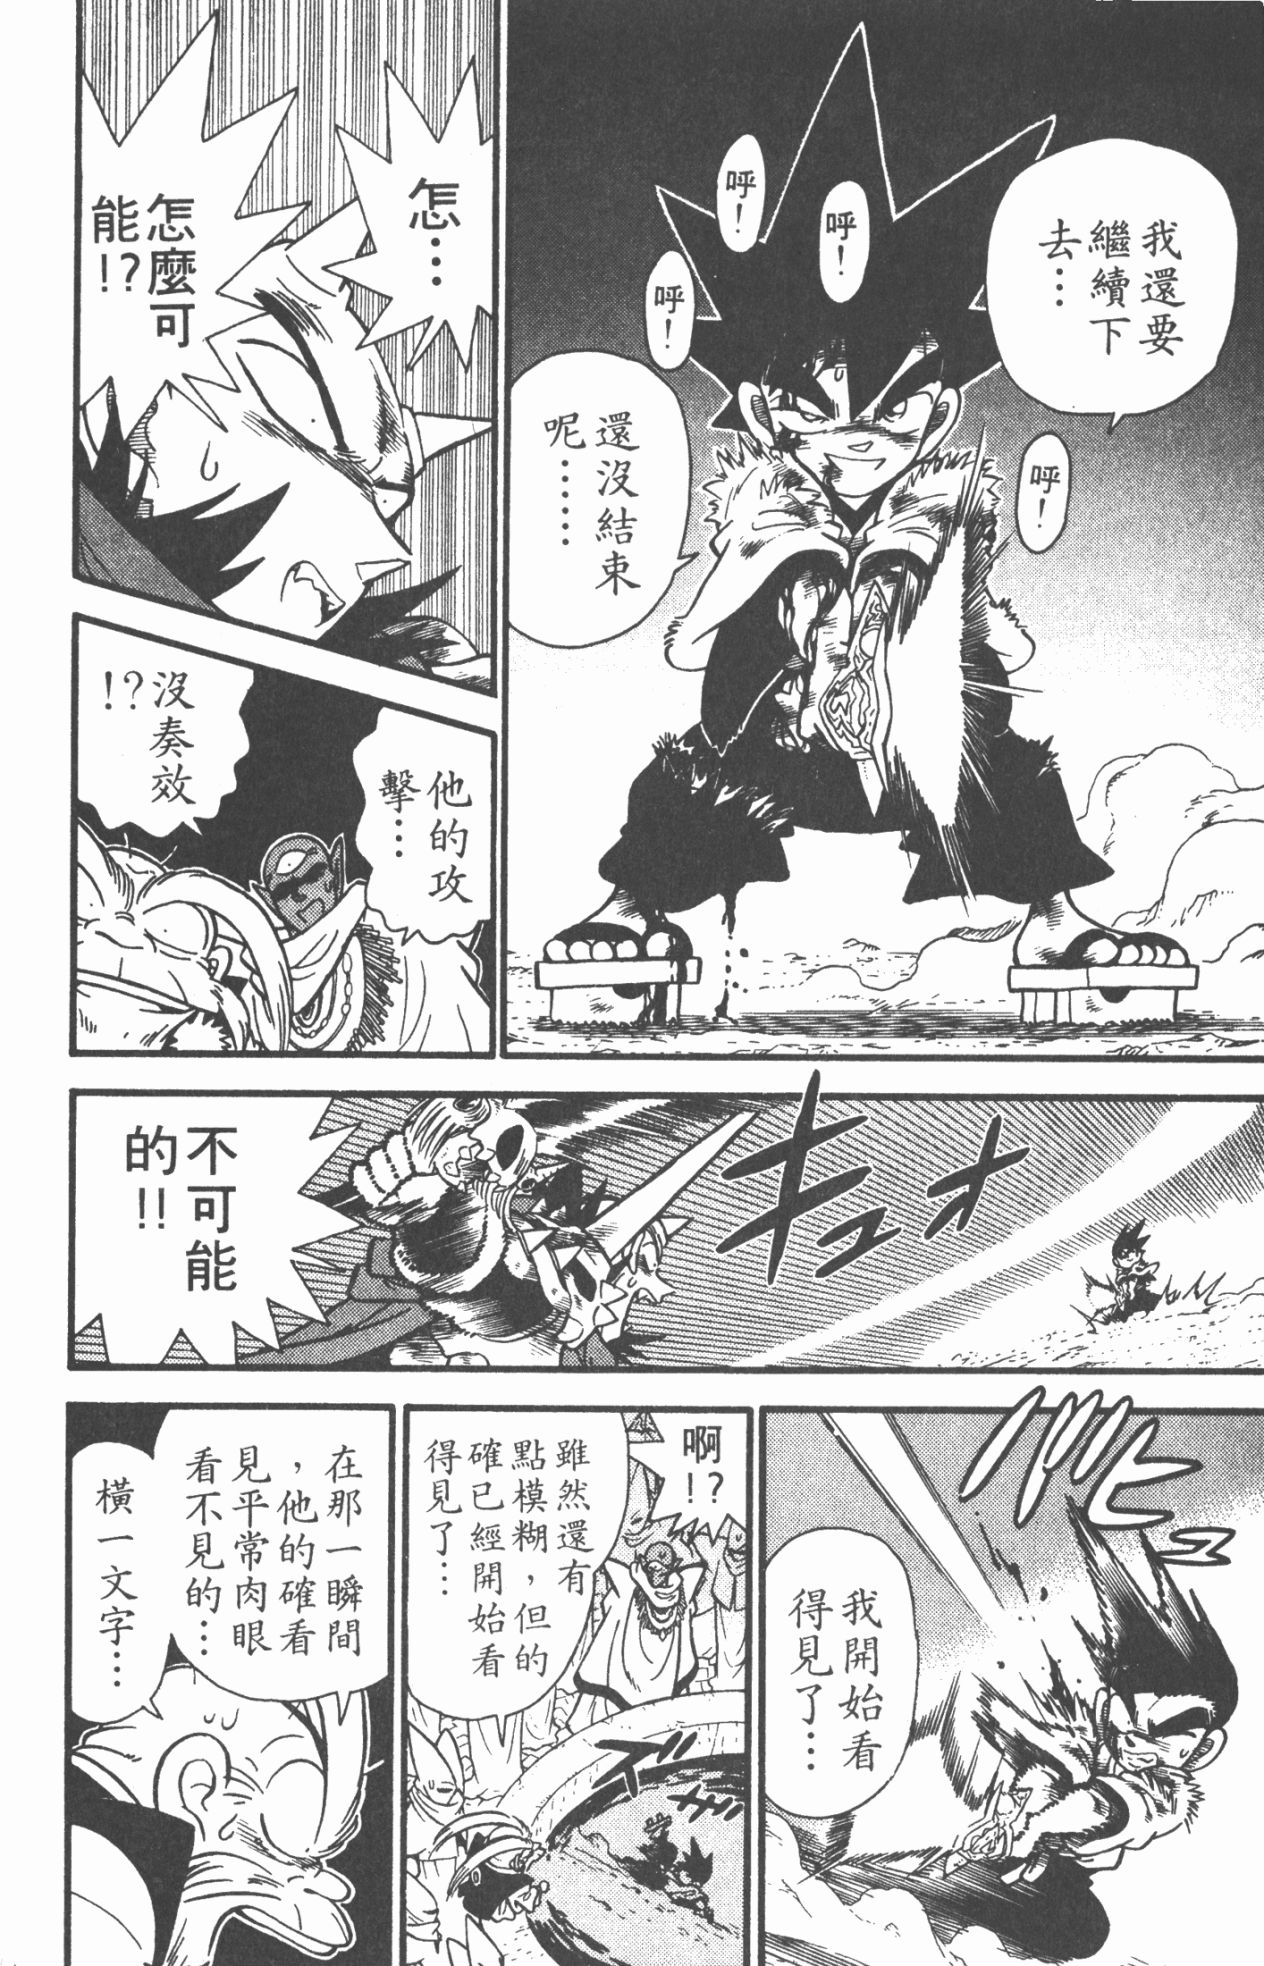 我還要
繼續下
去…
呼!
呼!
呼!
呼!
還沒結束
呢……
怎…
怎麼可
能!?
他的攻
擊…
沒奏效
!?
キュオ
不可能
的!!
ビビビュ
我開始看
得見了…
啊
!?
雖然還有
點模糊,但的
確已經開始看
得見了…
在那一瞬間
,他的確看
見平常肉眼
看不見的…
橫一文字…